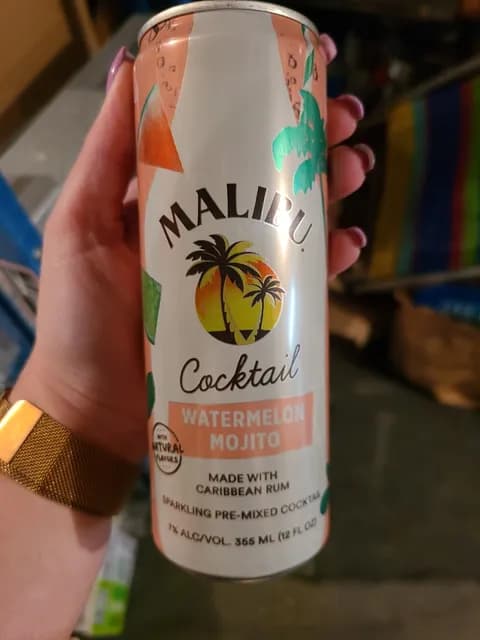 MALIBU
Cocktail
WATERMELON
MOJITO
WITH
NATURAL
FLAVORS
MADE WITH
CARIBBEAN RUM
SPARKLING PRE-MIXED COCKTAIL
7% ALC/VOL. 355 ML (12 FL OZ)